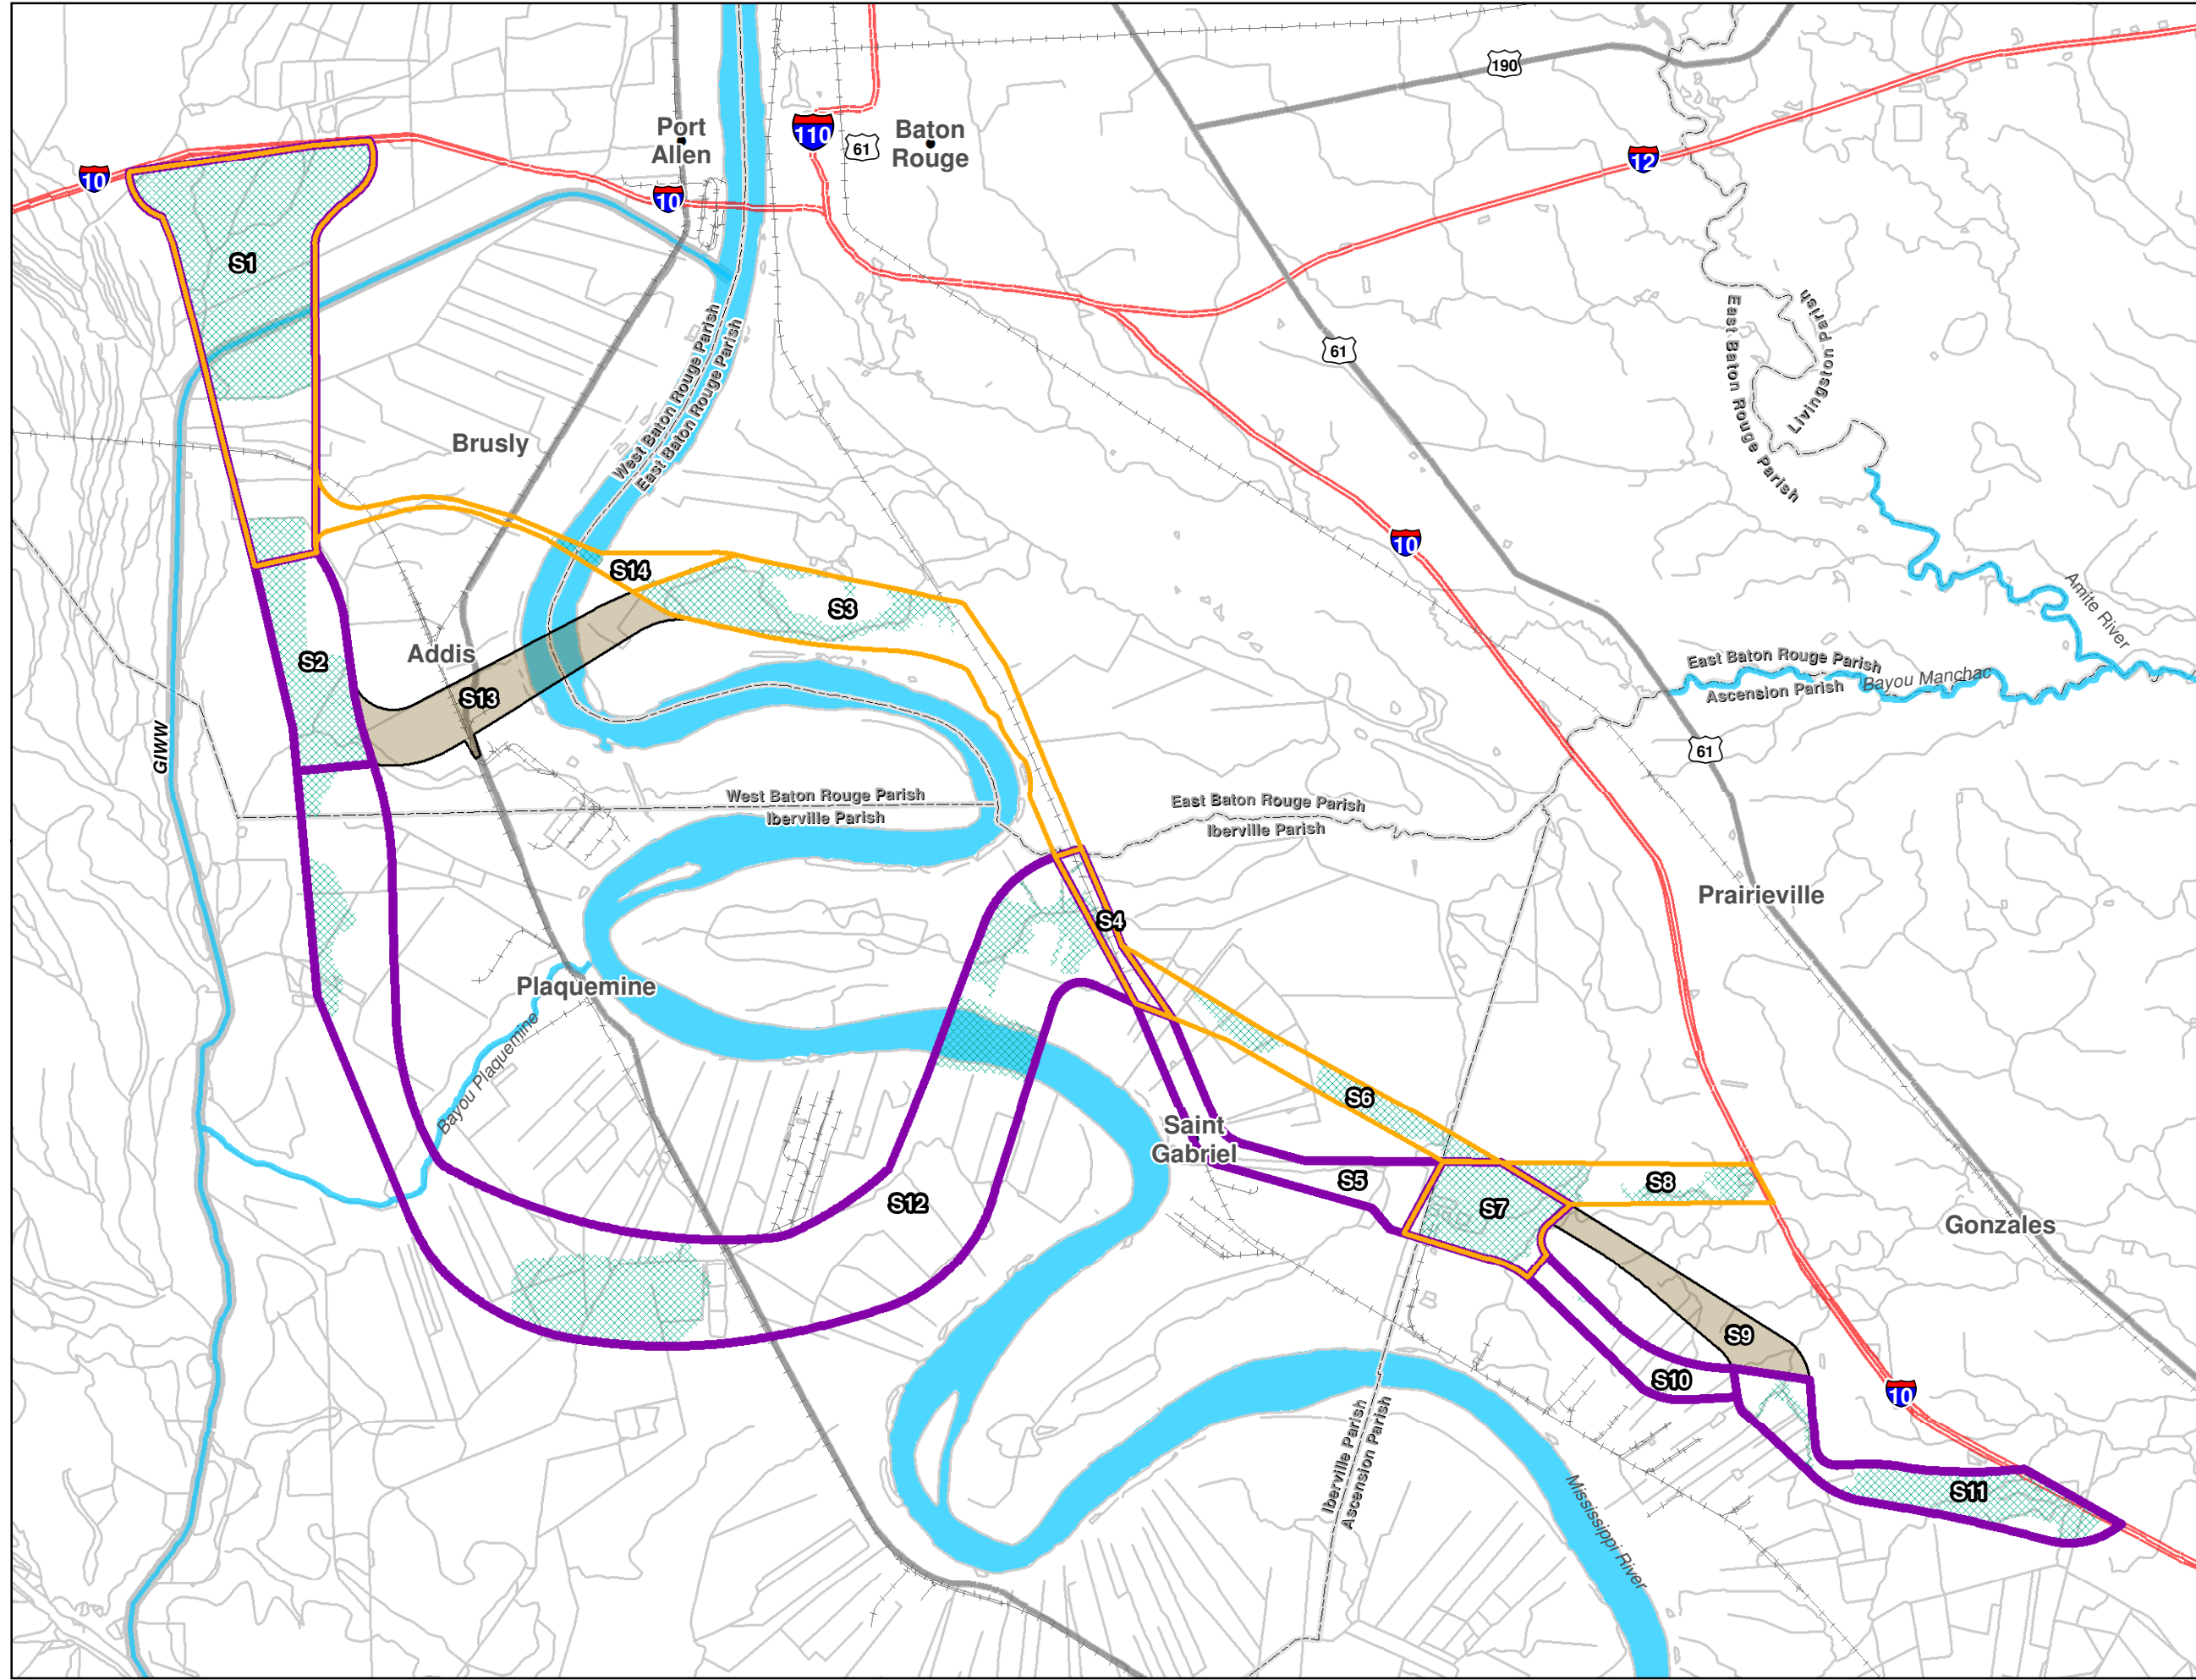 190
Port
Allen
110
61
Baton
Rouge
12
10
10
S1
West Baton Rouge Parish
East Baton Rouge Parish
East Baton Rouge Parish
Livingston Parish
61
Brusly
10
S14
S3
Amite River
Addis
S2
S13
East Baton Rouge Parish
Ascension Parish
Bayou Manchac
61
GIWW
West Baton Rouge Parish
Iberville Parish
East Baton Rouge Parish
Iberville Parish
Prairieville
S4
Plaquemine
Bayou Plaquemine
S6
Saint
Gabriel
S5
S8
S12
S7
Gonzales
S9
S10
10
Iberville Parish
Ascension Parish
S11
Mississippi River